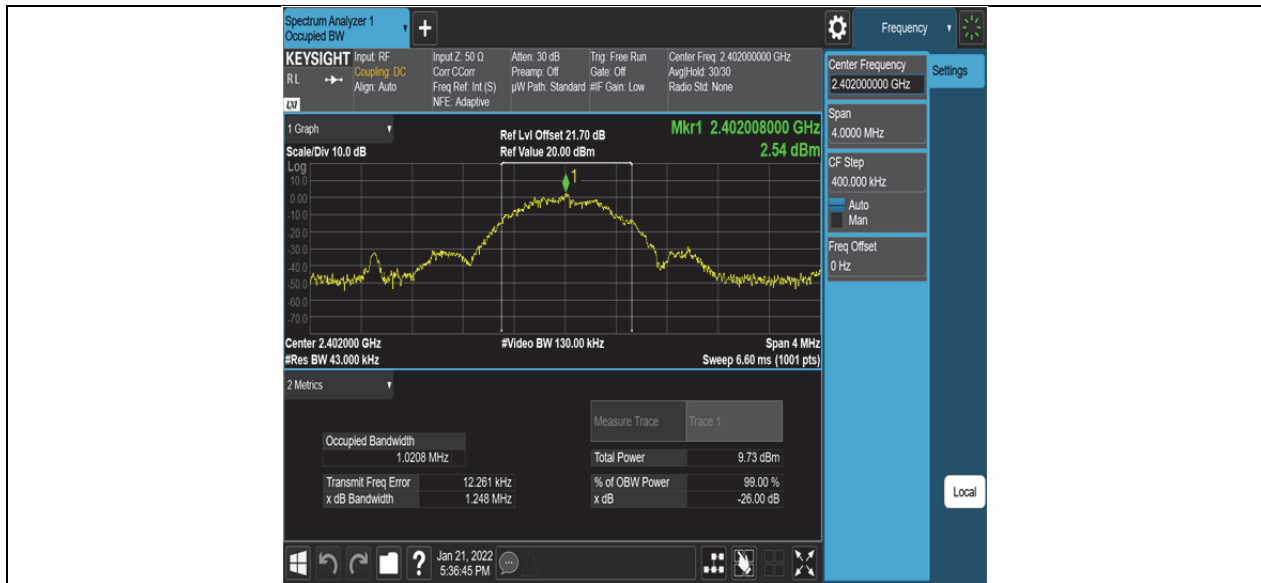 Spectrum Analyzer 1
Occupied BW
+
Frequency
KEYSIGHT Input: RF Input Z: 50 Ω Atten: 30 dB Trig: Free Run Center Freq: 2.402000000 GHz
RL Coupling: DC Corr CCorr Preamp: Off Gate: Off Avg|Hold: 30/30
Align: Auto Freq Ref: Int (S) µW Path: Standard #IF Gain: Low Radio Std: None
LXI NFE: Adaptive
Center Frequency
2.402000000 GHz
Settings
Span
4.0000 MHz
CF Step
400.000 kHz
Auto
Man
Freq Offset
0 Hz
Local
1 Graph
Ref Lvl Offset 21.70 dB
Mkr1 2.402008000 GHz
Scale/Div 10.0 dB
Ref Value 20.00 dBm
2.54 dBm
Log
1
10.0
0.00
-10.0
-20.0
-30.0
-40.0
-50.0
-60.0
-70.0
Center 2.402000 GHz #Video BW 130.00 kHz Span 4 MHz
#Res BW 43.000 kHz Sweep 6.60 ms (1001 pts)
2 Metrics
Measure Trace Trace 1
Occupied Bandwidth
1.0208 MHz
Total Power 9.73 dBm
Transmit Freq Error 12.261 kHz % of OBW Power 99.00 %
x dB Bandwidth 1.248 MHz x dB -26.00 dB
?
Jan 21, 2022
5:36:45 PM